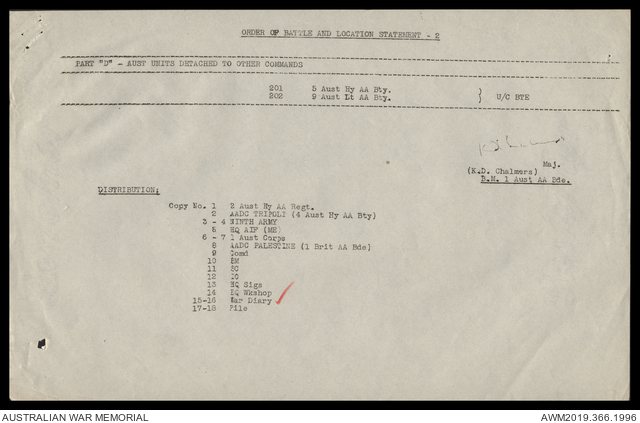 ORDER OF BATTLE AND LOCATION STATEMENT - 2
PART "D" - AUST UNITS DETACHED TO OTHER COMMANDS
201 5 Aust Hy AA Bty.
202 9 Aust Lt AA Bty. } U/C BTE
Maj.
(K.D. Chalmers)
B.M. 1 Aust AA Bde.
DISTRIBUTION:
Copy No. 1 2 Aust Hy AA Regt.
2 AADC TRIPOLI (4 Aust Hy AA Bty)
3 - 4 NINTH ARMY
5 HQ AIF (ME)
6 - 7 1 Aust Corps
8 AADC PALESTINE (1 Brit AA Bde)
9 Comd
10 BM
11 SC
12 IO
13 HQ Sigs
14 HQ Wkshop
15-16 War Diary
17-18 File
AUSTRALIAN WAR MEMORIAL
AWM2019.366.1996